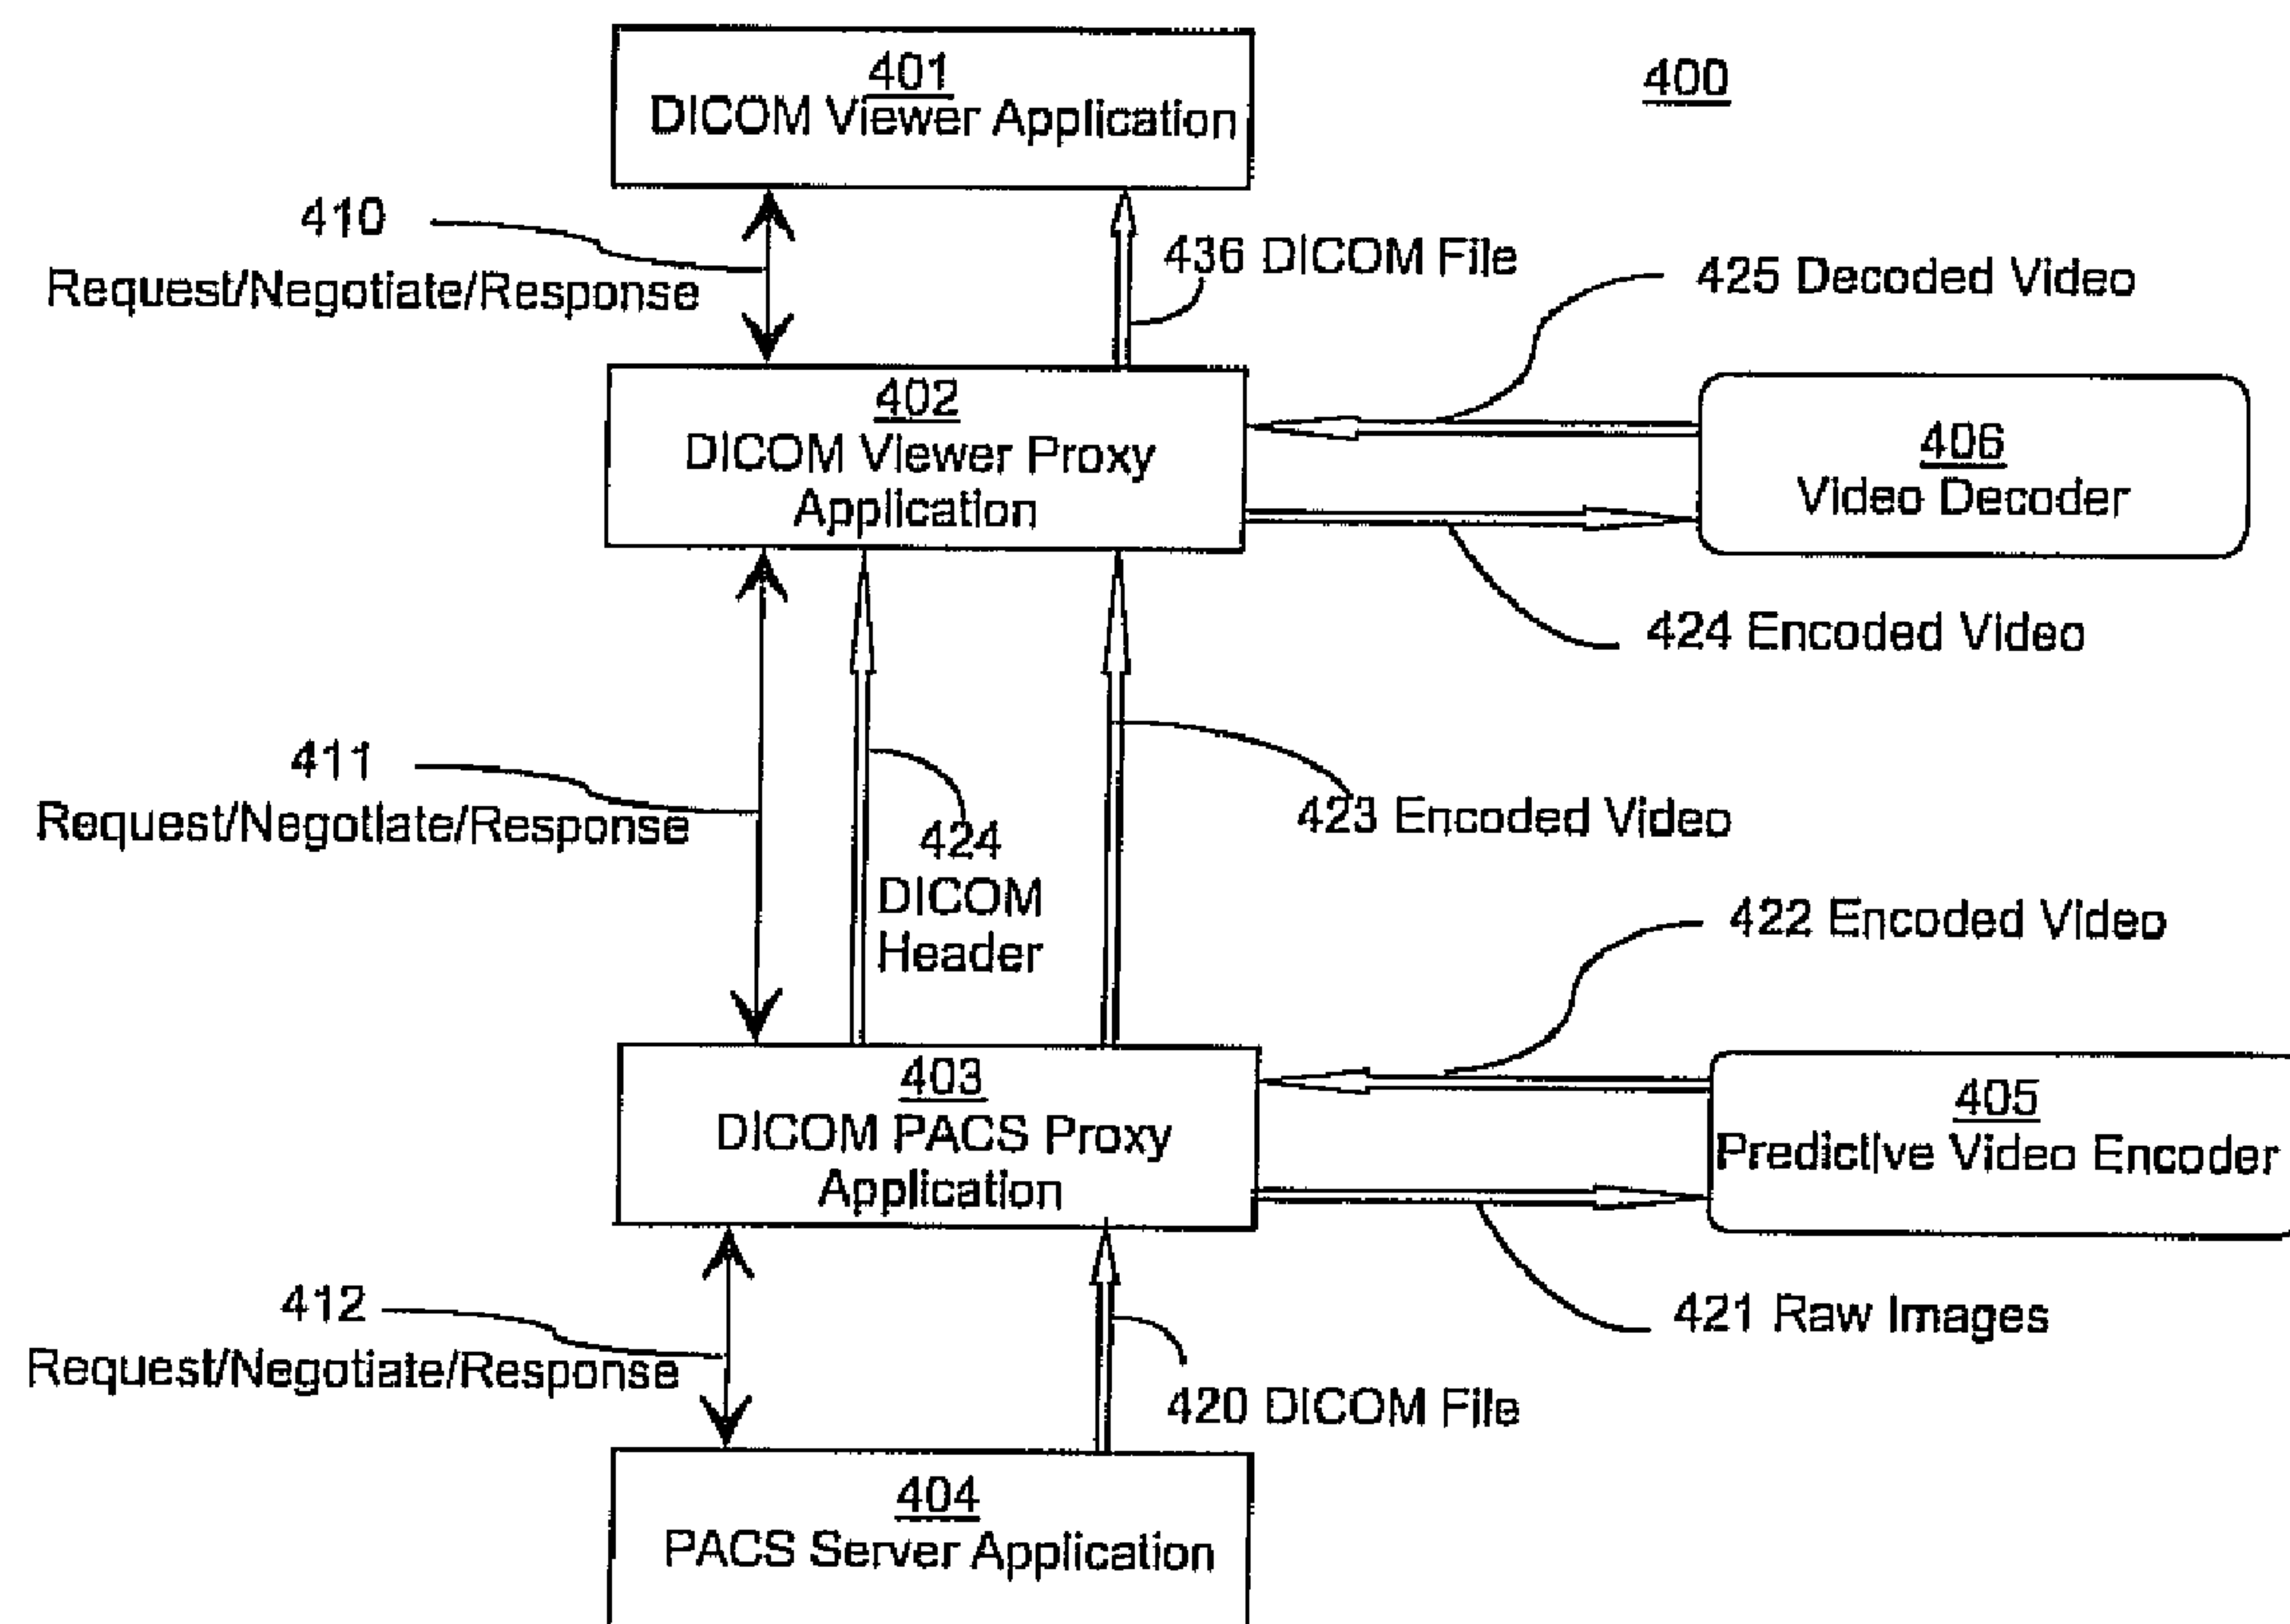 401
DICOM Viewer Application
400
410
Request/Negotiate/Response
436 DICOM File
425 Decoded Video
402
DICOM Viewer Proxy
Application
406
Video Decoder
424 Encoded Video
411
Request/Negotiate/Response
424
DICOM
Header
423 Encoded Video
422 Encoded Video
403
DICOM PACS Proxy
Application
405
Predictive Video Encoder
412
Request/Negotiate/Response
421 Raw Images
420 DICOM File
404
PACS Server Application